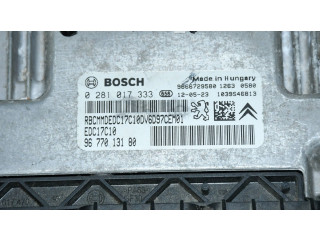 BOSCH
Made in Hungary
0 281 017 333
9666729580 1263 0580
12-05-23 1039S46813
RBCMMDEDC17C10DV6D97CEM01
EDC17C10
96 770 131 80